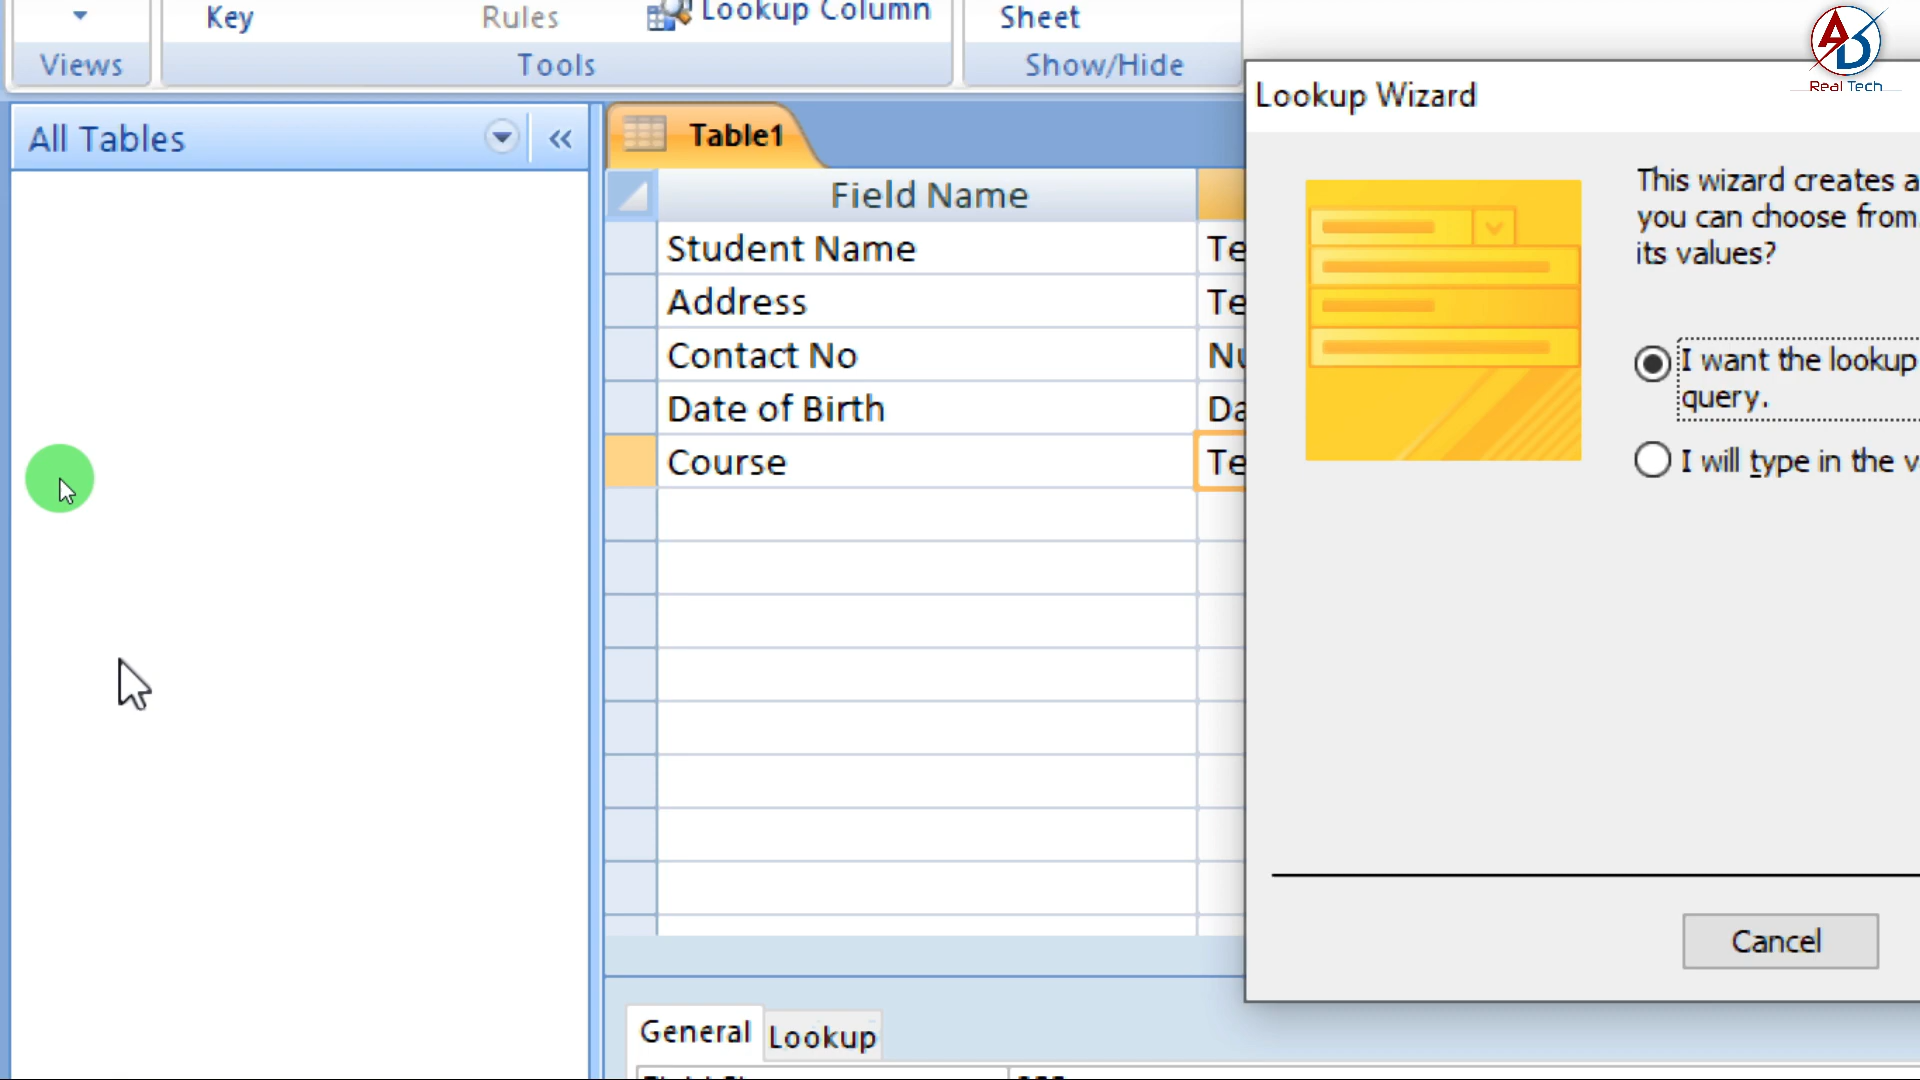 Key
Rules
Lookup Column
Sheet
Views
Tools
Show/Hide
Real Tech
All Tables
Table1
Lookup Wizard
Field Name
Student Name
Address
Contact No
Date of Birth
Course
This wizard creates a
you can choose from.
its values?
I want the lookup
query.
I will type in the
Cancel
General
Lookup